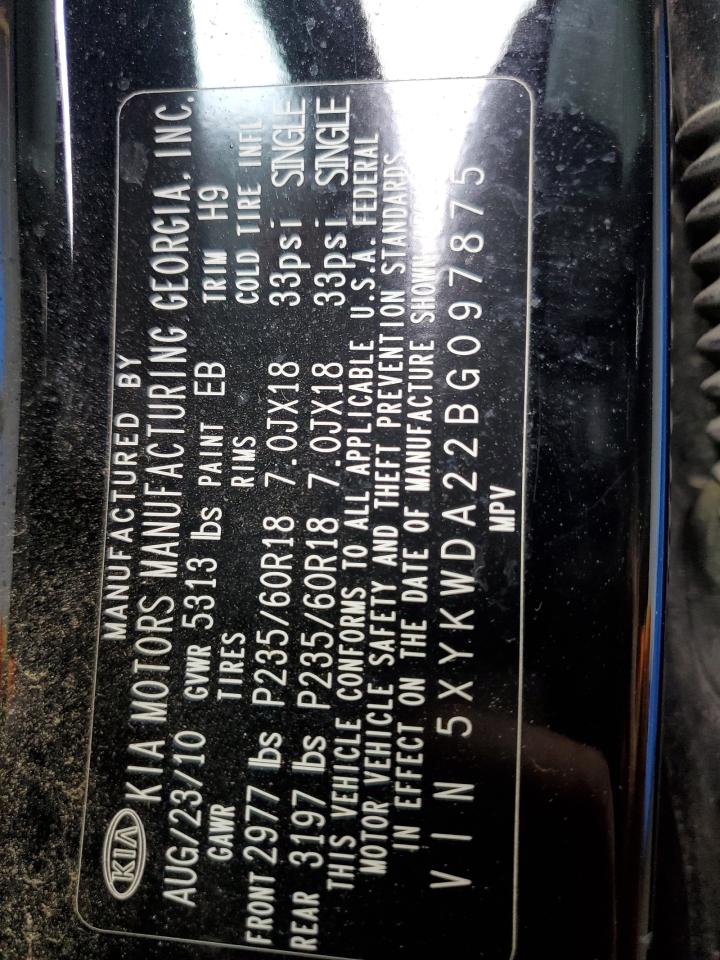 MANUFACTURED BY
KIA KIA MOTORS MANUFACTURING GEORGIA, INC.
AUG/23/10 GVWR 5313 lbs PAINT EB TRIM H9
GAWR TIRES RIMS COLD TIRE INFL
FRONT 2977 lbs P235/60R18 7.0JX18 33psi SINGLE
REAR 3197 lbs P235/60R18 7.0JX18 33psi SINGLE
THIS VEHICLE CONFORMS TO ALL APPLICABLE U.S.A. FEDERAL
MOTOR VEHICLE SAFETY AND THEFT PREVENTION STANDARDS
IN EFFECT ON THE DATE OF MANUFACTURE SHOWN
VIN 5XYKWDA22BG097875
MPV